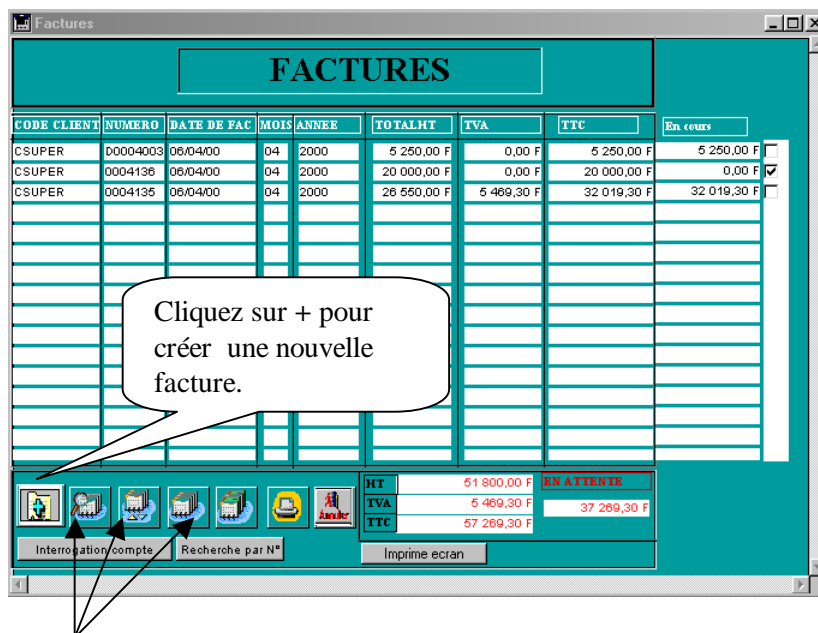 Factures
FACTURES
CODE CLIENT NUMERO DATE DE FAC MOIS ANNEE TOTALHT TVA TTC En cours
CSUPER D0004003 06/04/00 04 2000 5 250,00 F 0,00 F 5 250,00 F 5 250,00 F
CSUPER 0004136 06/04/00 04 2000 20 000,00 F 0,00 F 20 000,00 F 0,00 F
CSUPER 0004135 06/04/00 04 2000 26 550,00 F 5 469,30 F 32 019,30 F 32 019,30 F
Cliquez sur + pour
créer une nouvelle
facture.
HT 51 800,00 F EN ATTENTE
TVA 5 469,30 F 37 269,30 F
TTC 57 269,30 F
Annuler
Interrogation compte Recherche par N° Imprime ecran